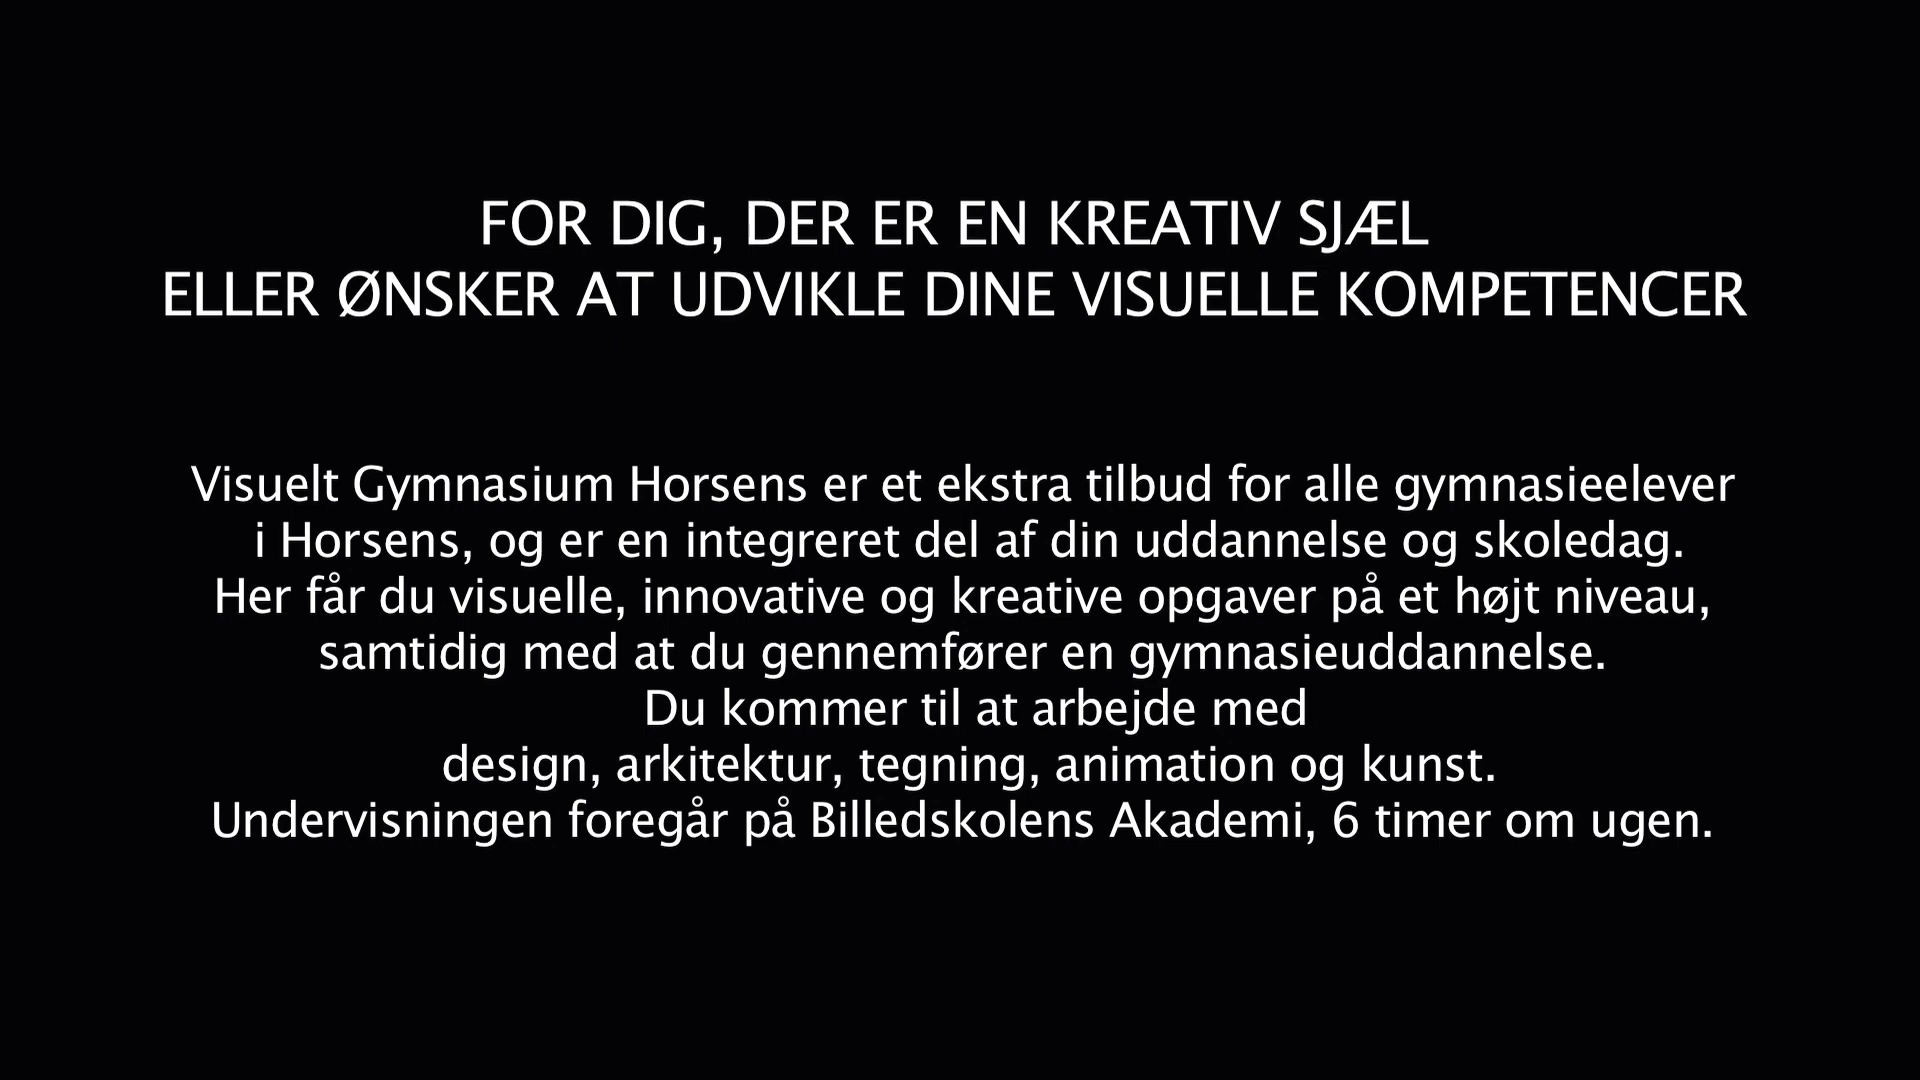 FOR DIG, DER ER EN KREATIV SJÆL
ELLER ØNSKER AT UDVIKLE DINE VISUELLE KOMPETENCER
Visuelt Gymnasium Horsens er et ekstra tilbud for alle gymnasieelever
i Horsens, og er en integreret del af din uddannelse og skoledag.
Her får du visuelle, innovative og kreative opgaver på et højt niveau,
samtidig med at du gennemfører en gymnasieuddannelse.
Du kommer til at arbejde med
design, arkitektur, tegning, animation og kunst.
Undervisningen foregår på Billedskolens Akademi, 6 timer om ugen.